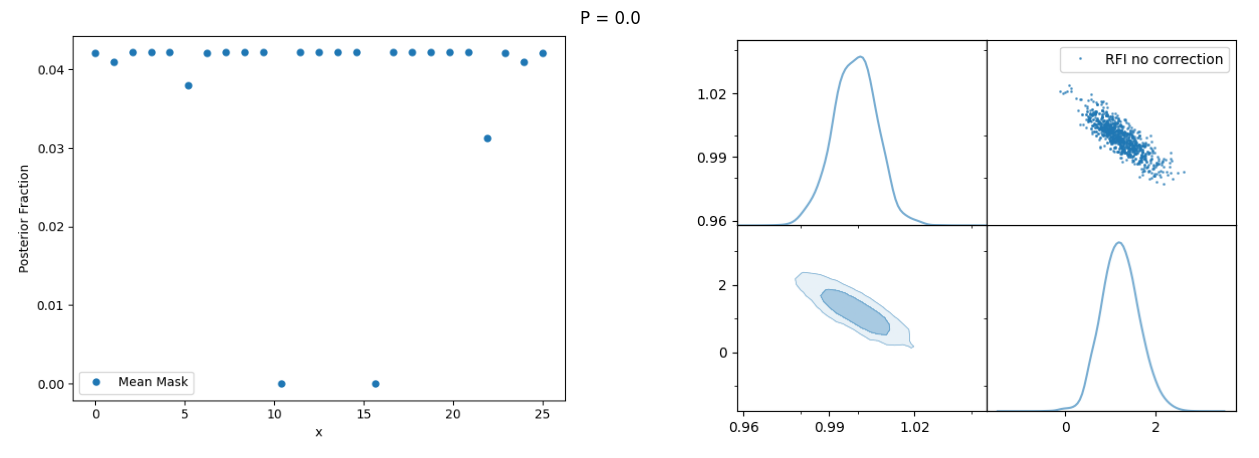 P = 0.0
0.04
0.03
0.02
0.01
0.00
Posterior Fraction
Mean Mask
0 5 10 15 20 25
x
1.02
0.99
0.96
RFI no correction
2
0
0.96 0.99 1.02
0 2